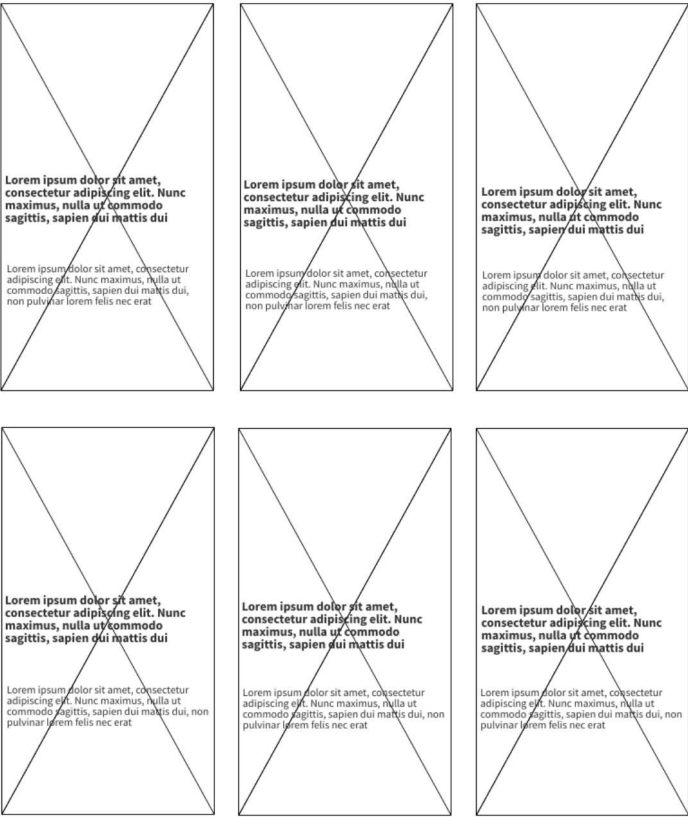 Lorem ipsum dolor sit amet,
consectetur adipiscing elit. Nunc
maximus, nulla ut commodo
sagittis, sapien dui mattis dui
Lorem ipsum dolor sit amet, consectetur
adipiscing elit. Nunc maximus, nulla ut
commodo sagittis, sapien dui mattis dui,
non pulvinar lorem felis nec erat
Lorem ipsum dolor sit amet,
consectetur adipiscing elit. Nunc
maximus, nulla ut commodo
sagittis, sapien dui mattis dui
Lorem ipsum dolor sit amet, consectetur
adipiscing elit. Nunc maximus, nulla ut
commodo sagittis, sapien dui mattis dui,
non pulvinar lorem felis nec erat
Lorem ipsum dolor sit amet,
consectetur adipiscing elit. Nunc
maximus, nulla ut commodo
sagittis, sapien dui mattis dui
Lorem ipsum dolor sit amet, consectetur
adipiscing elit. Nunc maximus, nulla ut
commodo sagittis, sapien dui mattis dui,
non pulvinar lorem felis nec erat
Lorem ipsum dolor sit amet,
consectetur adipiscing elit. Nunc
maximus, nulla ut commodo
sagittis, sapien dui mattis dui
Lorem ipsum dolor sit amet, consectetur
adipiscing elit. Nunc maximus, nulla ut
commodo sagittis, sapien dui mattis dui, non
pulvinar lorem felis nec erat
Lorem ipsum dolor sit amet,
consectetur adipiscing elit. Nunc
maximus, nulla ut commodo
sagittis, sapien dui mattis dui
Lorem ipsum dolor sit amet, consectetur
adipiscing elit. Nunc maximus, nulla ut
commodo sagittis, sapien dui mattis dui, non
pulvinar lorem felis nec erat
Lorem ipsum dolor sit amet,
consectetur adipiscing elit. Nunc
maximus, nulla ut commodo
sagittis, sapien dui mattis dui
Lorem ipsum dolor sit amet, consectetur
adipiscing elit. Nunc maximus, nulla ut
commodo sagittis, sapien dui mattis dui, non
pulvinar lorem felis nec erat